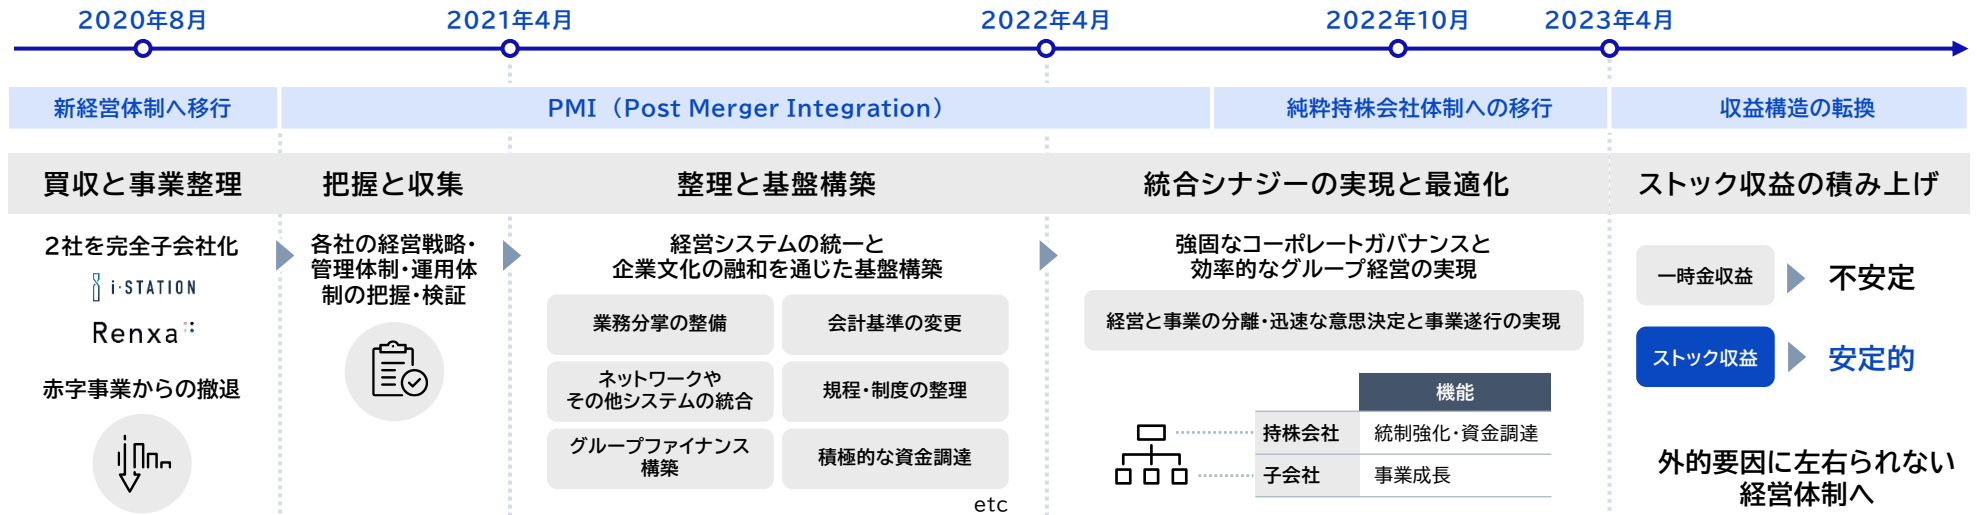 2020年8月
2021年4月
2022年4月
2022年10月
2023年4月
新経営体制へ移行
PMI（Post Merger Integration）
純粋持株会社体制への移行
収益構造の転換
買収と事業整理
把握と収集
整理と基盤構築
統合シナジーの実現と最適化
ストック収益の積み上げ
2社を完全子会社化
i·STATION
Renxa
赤字事業からの撤退
各社の経営戦略・
管理体制・運用体
制の把握・検証
経営システムの統一と
企業文化の融和を通じた基盤構築
業務分掌の整備
会計基準の変更
ネットワークや
その他システムの統合
規程・制度の整理
グループファイナンス
構築
積極的な資金調達
etc
強固なコーポレートガバナンスと
効率的なグループ経営の実現
経営と事業の分離・迅速な意思決定と事業遂行の実現
機能
持株会社 統制強化・資金調達
子会社 事業成長
一時金収益 不安定
ストック収益 安定的
外的要因に左右られない
経営体制へ